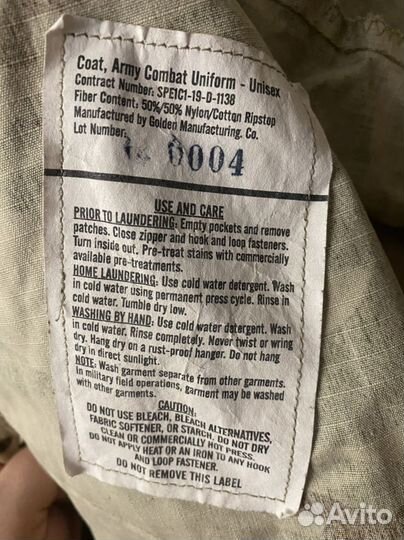 Coat, Army Combat Uniform - Unisex
Contract Number: SPE1C1-19-D-1138
Fiber Content: 50%/50% Nylon/Cotton Ripstop
Manufactured by Golden Manufacturing. Co.
Lot Number:
0004
USE AND CARE
PRIOR TO LAUNDERING: Empty pockets and remove
patches. Close zipper and hook and loop fasteners.
Turn inside out. Pre-treat stains with commercially
available pre-treatments.
HOME LAUNDERING: Use cold water detergent. Wash
in cold water using permanent press cycle. Rinse in
cold water. Tumble dry low.
WASHING BY HAND: Use cold water detergent. Wash
in cold water. Rinse completely. Never twist or wring
dry. Hang dry on a rust-proof hanger. Do not hang
dry in direct sunlight.
NOTE: Wash garment separate from other garments.
In military field operations, garment may be washed
with other garments.
CAUTION:
DO NOT USE BLEACH, BLEACH ALTERNATIVES,
FABRIC SOFTENER, OR STARCH. DO NOT DRY
CLEAN OR COMMERCIALLY HOT PRESS.
DO NOT APPLY HEAT OR AN IRON TO ANY HOOK
AND LOOP FASTENER.
DO NOT REMOVE THIS LABEL
Avito